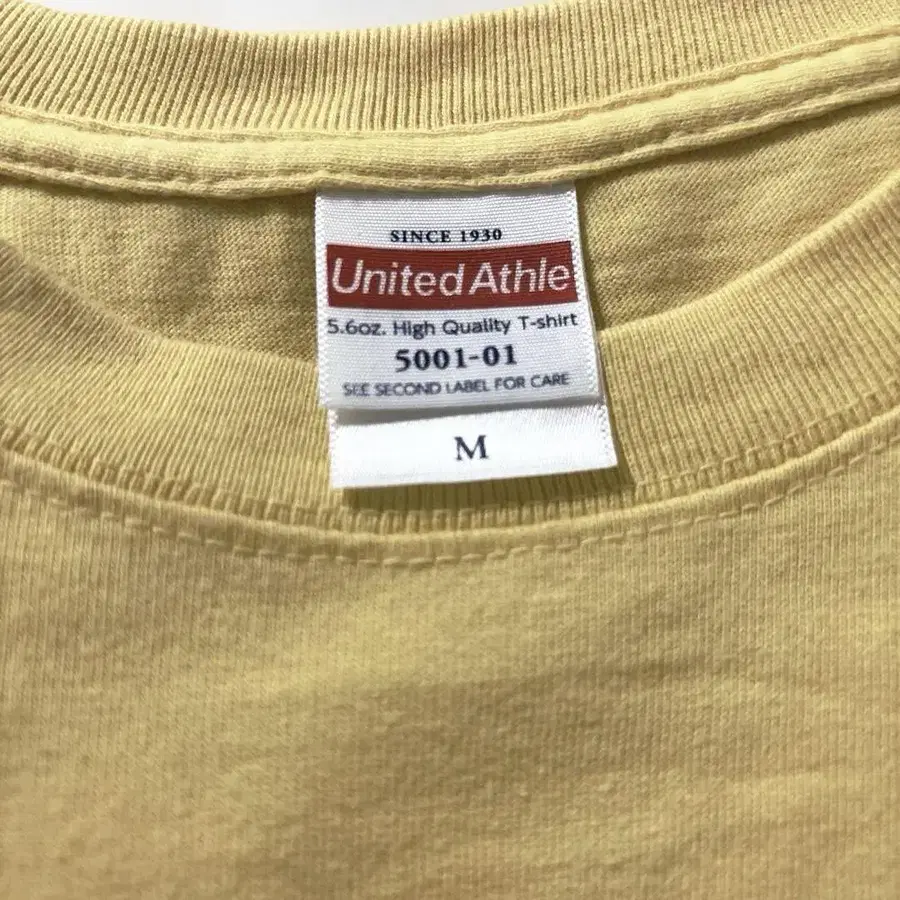 SINCE 1930
United Athle
5.6oz. High Quality T-shirt
5001-01
SEE SECOND LABEL FOR CARE
M